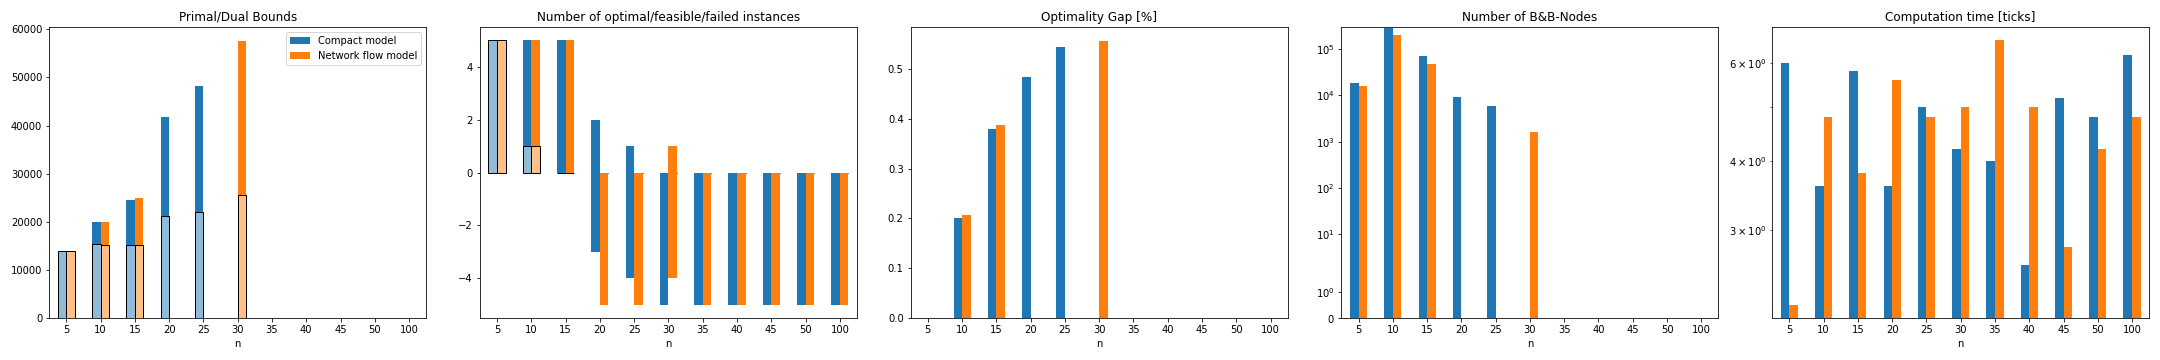 Primal/Dual Bounds
60000
50000
40000
30000
20000
10000
0
5 10 15 20 25 30 35 40 45 50 100
n
Compact model
Network flow model
Number of optimal/feasible/failed instances
4
2
0
−2
−4
5 10 15 20 25 30 35 40 45 50 100
n
Optimality Gap [%]
0.5
0.4
0.3
0.2
0.1
0.0
5 10 15 20 25 30 35 40 45 50 100
n
Number of B&B-Nodes
10⁵
10⁴
10³
10²
10¹
10⁰
0
5 10 15 20 25 30 35 40 45 50 100
n
Computation time [ticks]
6 × 10⁰
4 × 10⁰
3 × 10⁰
5 10 15 20 25 30 35 40 45 50 100
n